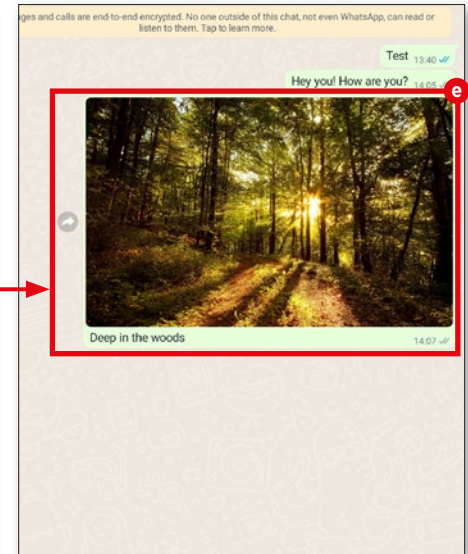 ges and calls are end-to-end encrypted. No one outside of this chat, not even WhatsApp, can read or
listen to them. Tap to learn more.
Test 13:40
Hey you! How are you? 14:05
e
Deep in the woods 14:07